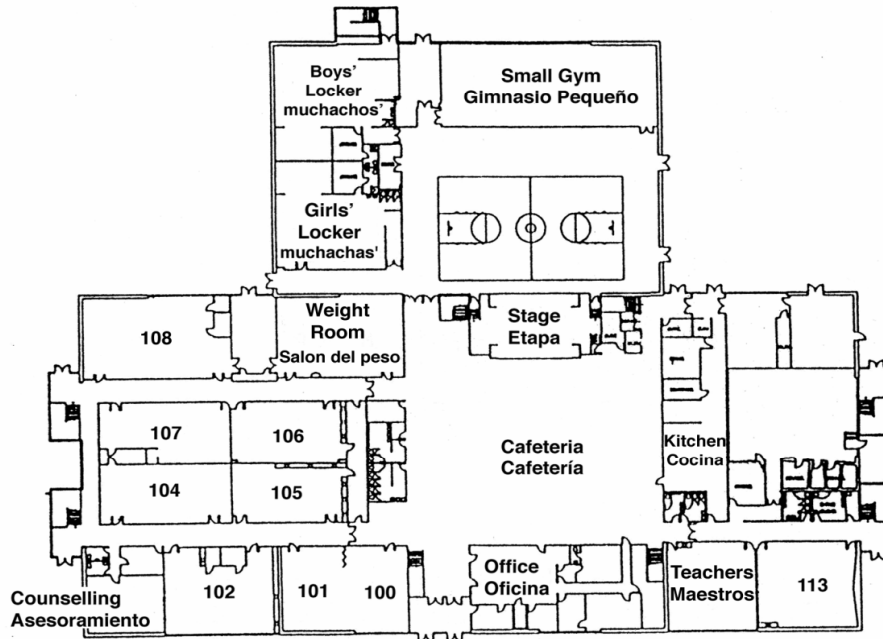 Boys'
Locker
muchachos'
Small Gym
Gimnasio Pequeño
Girls'
Locker
muchachas'
108
Weight
Room
Salon del peso
Stage
Etapa
107
106
104
105
Cafeteria
Cafetería
Kitchen
Cocina
Counselling
Asesoramiento
102
101
100
Office
Oficina
Teachers
Maestros
113